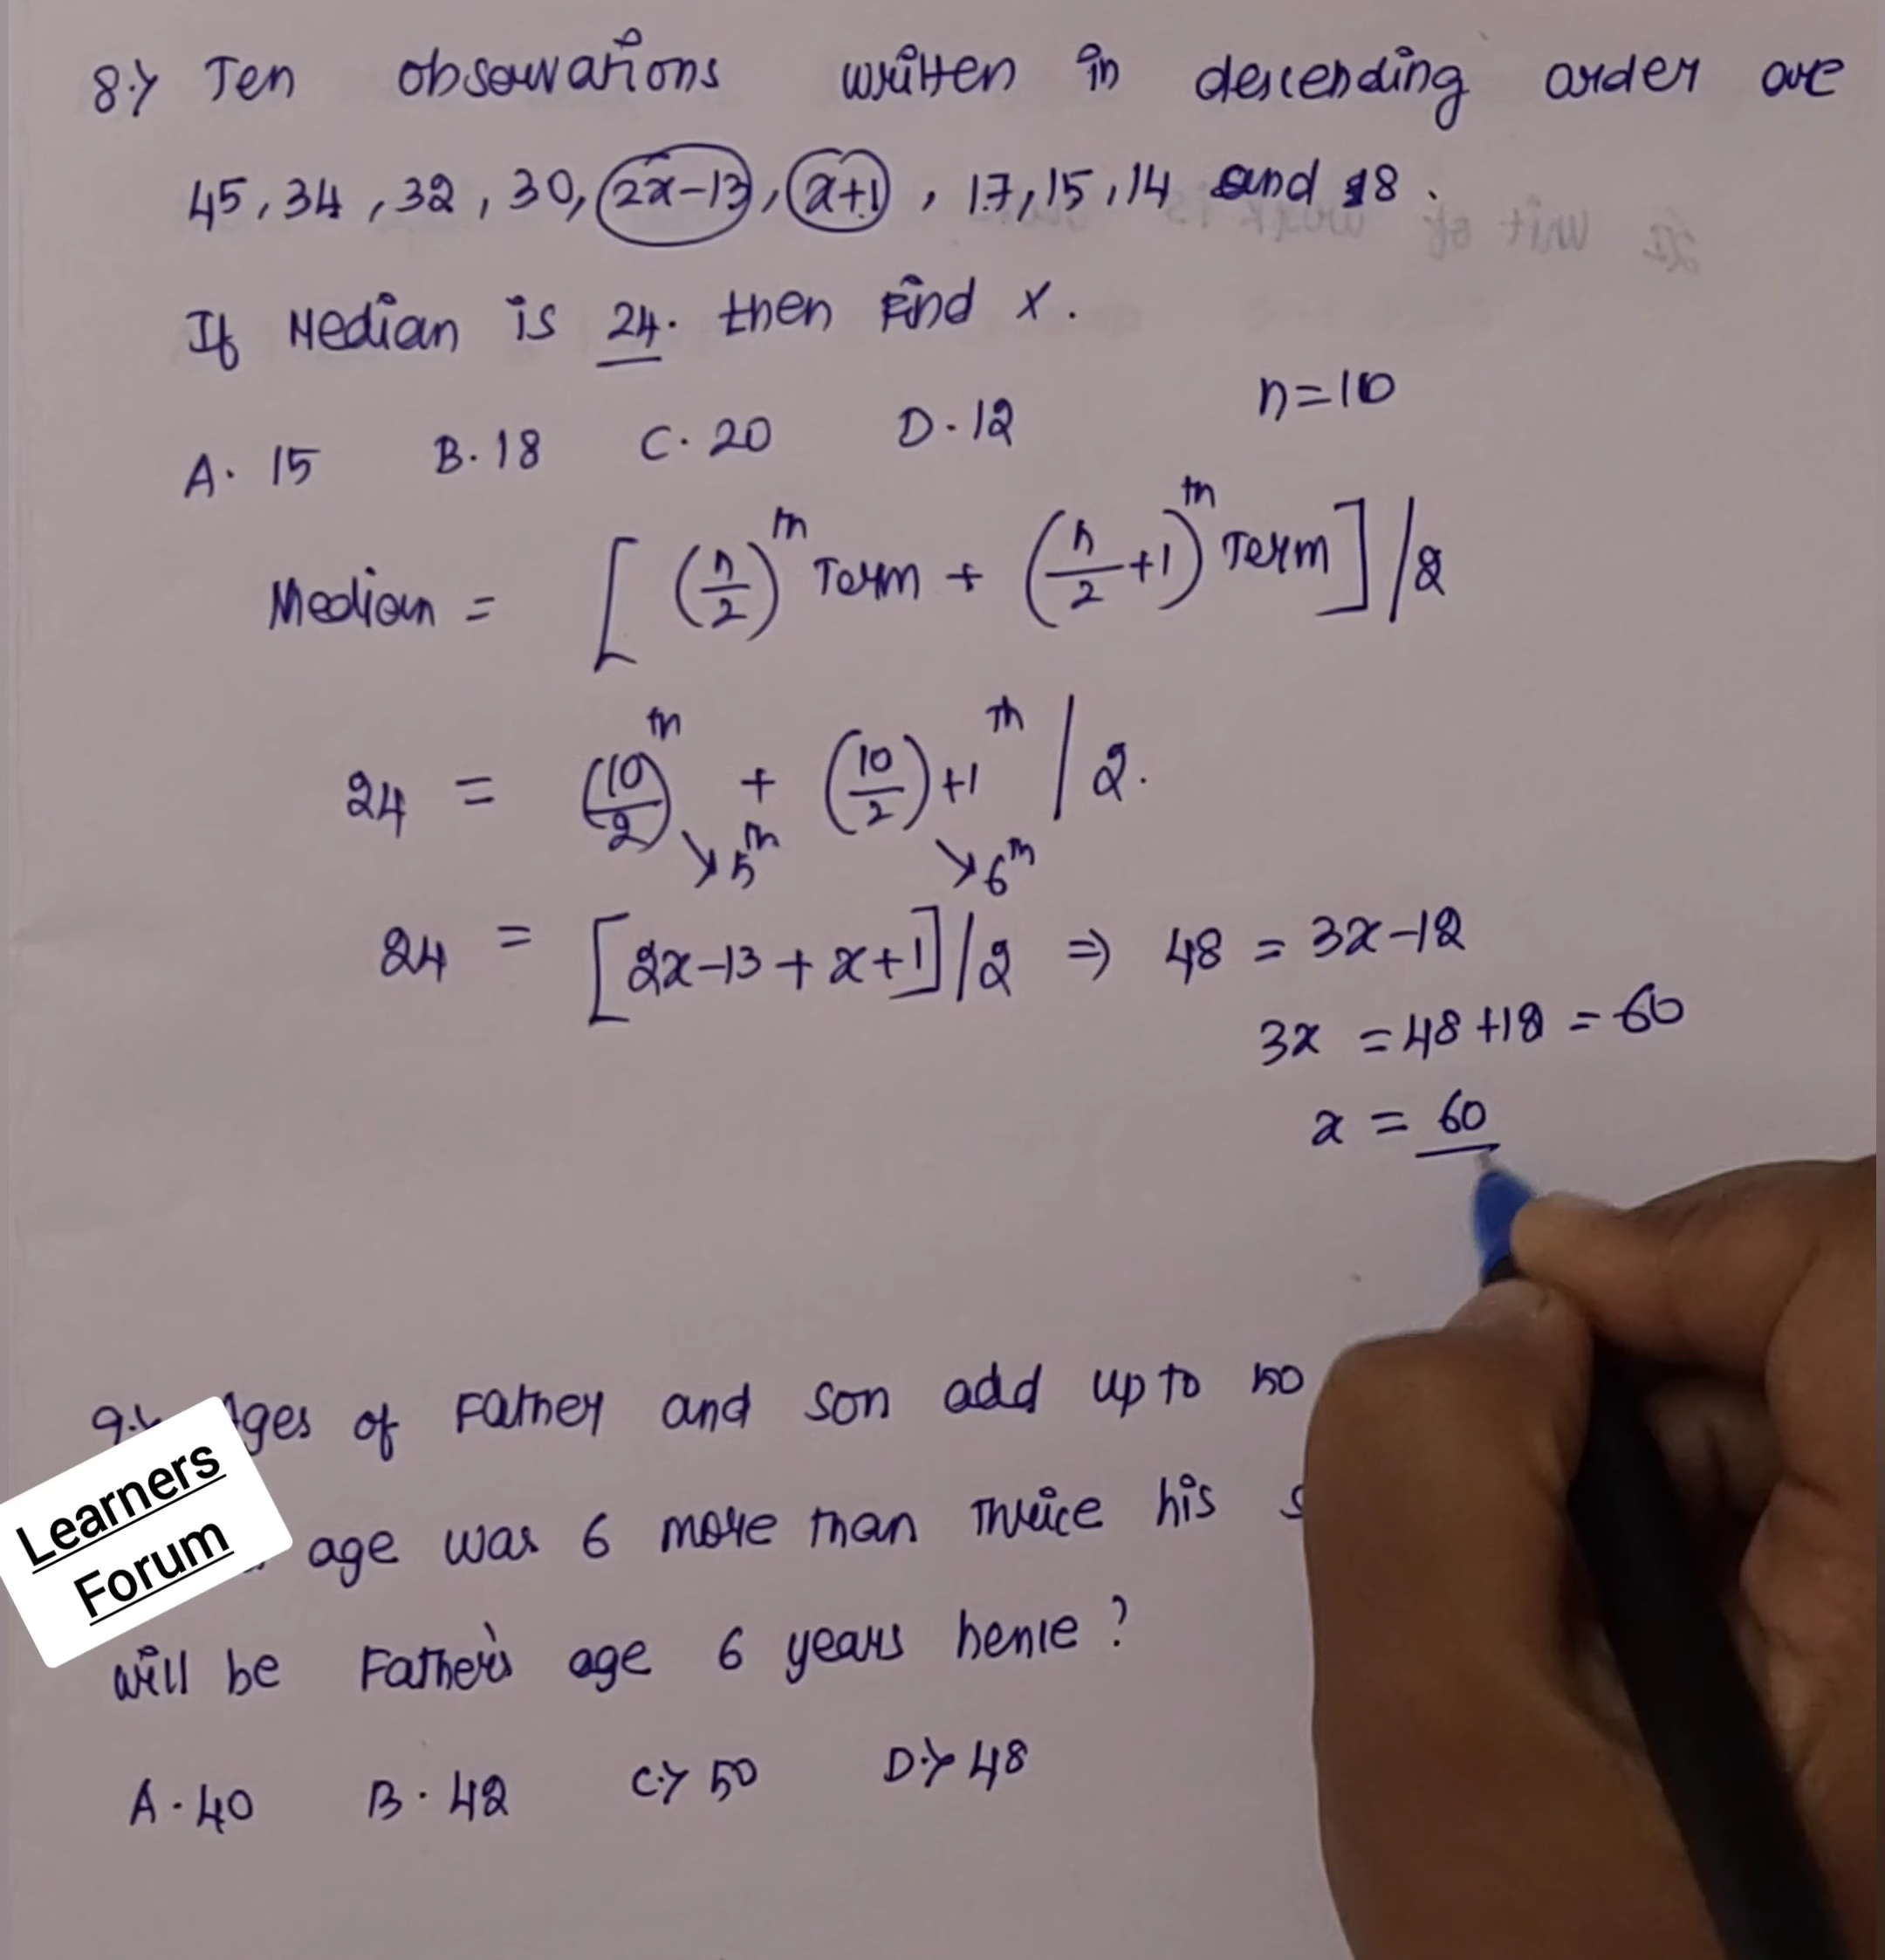 8.) Ten observations written in descending order are
45, 34, 32, 30, 2x-13, x+1, 17, 15, 14 and 18.
If Median is 24. then Find X.
n=10
A. 15 B. 18 C. 20 D. 12
Median = [(n/2)th Term + (n/2+1)th Term]/2
24 = (10/2)th + (10/2)+1th/2.
5th 6th
24 = [2x-13+x+1]/2 ⇒ 48 = 3x-12
3x = 48+12 = 60
x = 60
9.) Ages of Father and son add up to 50
age was 6 more than Twice his
will be Father's age 6 years hence?
A. 40 B. 42 C.) 50 D.) 48
Learners
Forum